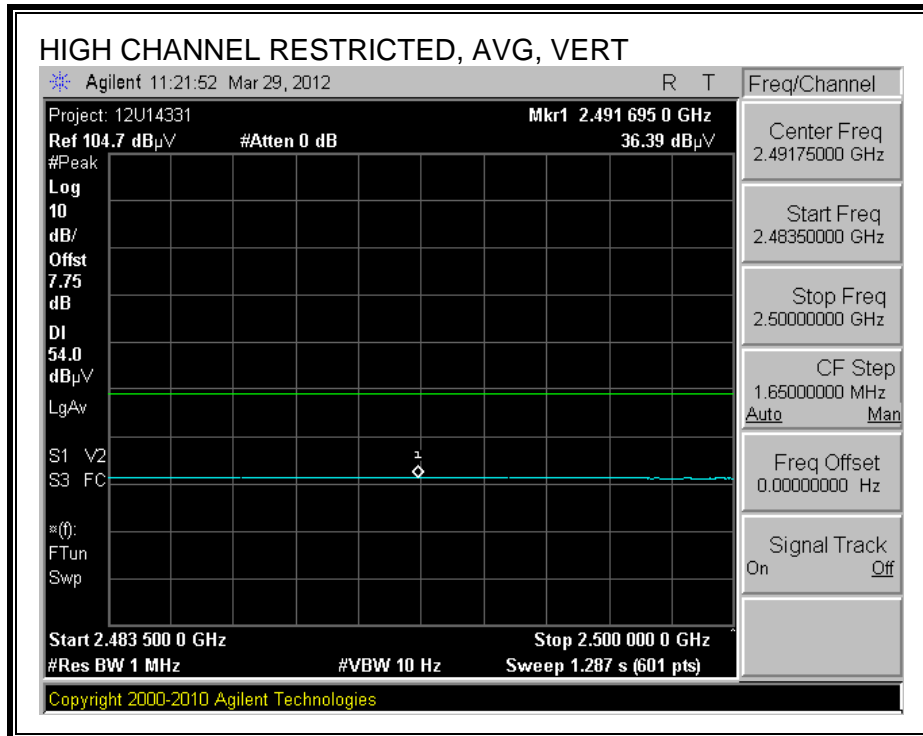 HIGH CHANNEL RESTRICTED, AVG, VERT
Agilent 11:21:52 Mar 29, 2012 R T
Freq/Channel
Project: 12U14331 Mkr1 2.491 695 0 GHz
Ref 104.7 dBµV #Atten 0 dB 36.39 dBµV
#Peak
Log
10
dB/
Offst
7.75
dB
DI
54.0
dBµV
LgAv
S1 V2
S3 FC
¤(f):
FTun
Swp
1
Start 2.483 500 0 GHz Stop 2.500 000 0 GHz
#Res BW 1 MHz #VBW 10 Hz Sweep 1.287 s (601 pts)
Center Freq
2.49175000 GHz
Start Freq
2.48350000 GHz
Stop Freq
2.50000000 GHz
CF Step
1.65000000 MHz
Auto Man
Freq Offset
0.00000000 Hz
Signal Track
On Off
Copyright 2000-2010 Agilent Technologies